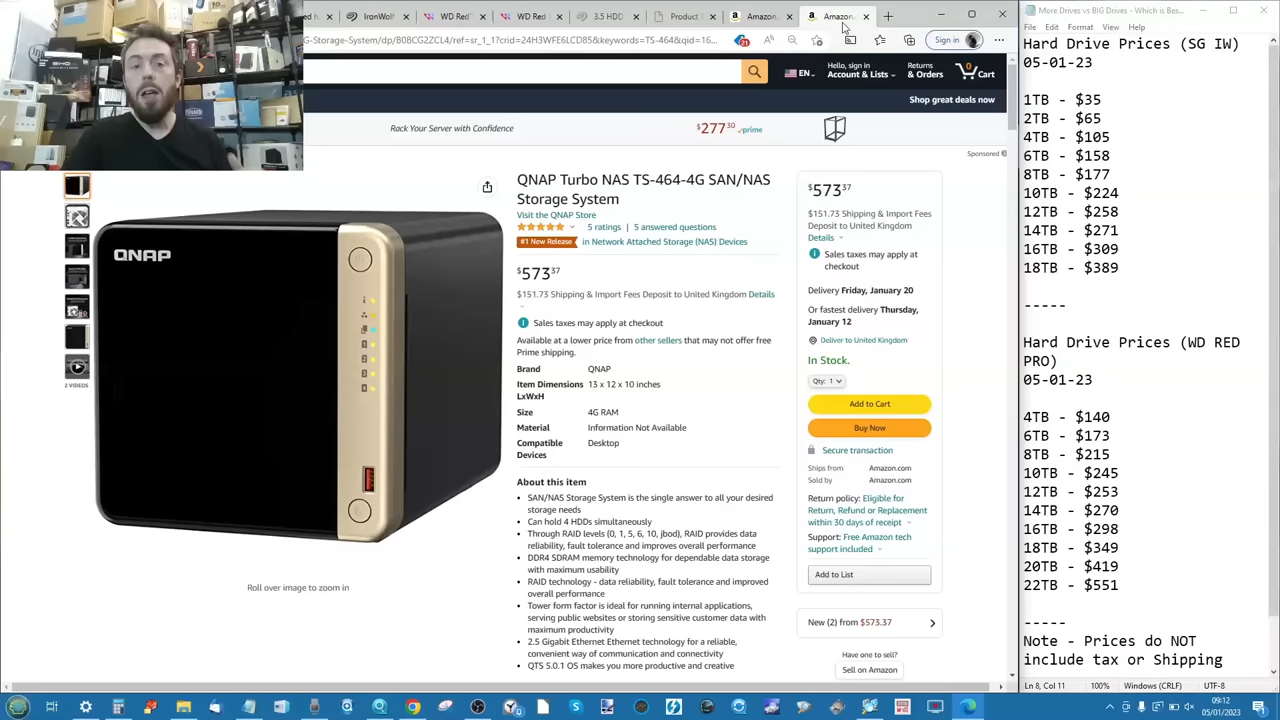 IronWol
WD Red
WD Red
3.5 HDD
Product
Amazon.
Amazon.
More Drives vs BIG Drives - Which is Bes
G-Storage-System/dp/B0BCG2ZCL4/ref=sr_1_1?crid=24H3WFE6LCD85&keywords=TS-464&qid=16...
21
Sign in
File Edit Format View Help
EN
Hello, sign in
Account & Lists
Returns
& Orders
0
Cart
Shop great deals now
Rack Your Server with Confidence
$277.30 prime
Sponsored
QNAP Turbo NAS TS-464-4G SAN/NAS
Storage System
Visit the QNAP Store
5 ratings | 5 answered questions
#1 New Release in Network Attached Storage (NAS) Devices
$573.37
$151.73 Shipping & Import Fees Deposit to United Kingdom Details
Sales taxes may apply at checkout
Available at a lower price from other sellers that may not offer free
Prime shipping.
Brand QNAP
Item Dimensions 13 x 12 x 10 inches
LxWxH
Size 4G RAM
Material Information Not Available
Compatible Desktop
Devices
About this item
• SAN/NAS Storage System is the single answer to all your desired
storage needs
• Can hold 4 HDDs simultaneously
• Through RAID levels (0, 1, 5, 6, 10, jbod), RAID provides data
reliability, fault tolerance and improves overall performance
• DDR4 SDRAM memory technology for dependable data storage
with maximum usability
• RAID technology - data reliability, fault tolerance and improved
overall performance
• Tower form factor is ideal for running internal applications,
serving public websites or storing sensitive customer data with
maximum productivity
• 2.5 Gigabit Ethernet Ethernet technology for a reliable,
convenient way of communication and connectivity
• QTS 5.0.1 OS makes you more productive and creative
QNAP
2 VIDEOS
Roll over image to zoom in
$573.37
$151.73 Shipping & Import Fees
Deposit to United Kingdom
Details
Sales taxes may apply at
checkout
Delivery Friday, January 20
Or fastest delivery Thursday,
January 12
Deliver to United Kingdom
In Stock.
Qty: 1
Add to Cart
Buy Now
Secure transaction
Ships from Amazon.com
Sold by Amazon.com
Return policy: Eligible for
Return, Refund or Replacement
within 30 days of receipt
Support: Free Amazon tech
support included
Add to List
New (2) from $573.37
Have one to sell?
Sell on Amazon
Hard Drive Prices (SG IW)
05-01-23
1TB - $35
2TB - $65
4TB - $105
6TB - $158
8TB - $177
10TB - $224
12TB - $258
14TB - $271
16TB - $309
18TB - $389
-----
Hard Drive Prices (WD RED
PRO)
05-01-23
4TB - $140
6TB - $173
8TB - $215
10TB - $245
12TB - $253
14TB - $270
16TB - $298
18TB - $349
20TB - $419
22TB - $551
-----
Note - Prices do NOT
include tax or Shipping
Ln 8, Col 11 100% Windows (CRLF) UTF-8
09:12
05/01/2023